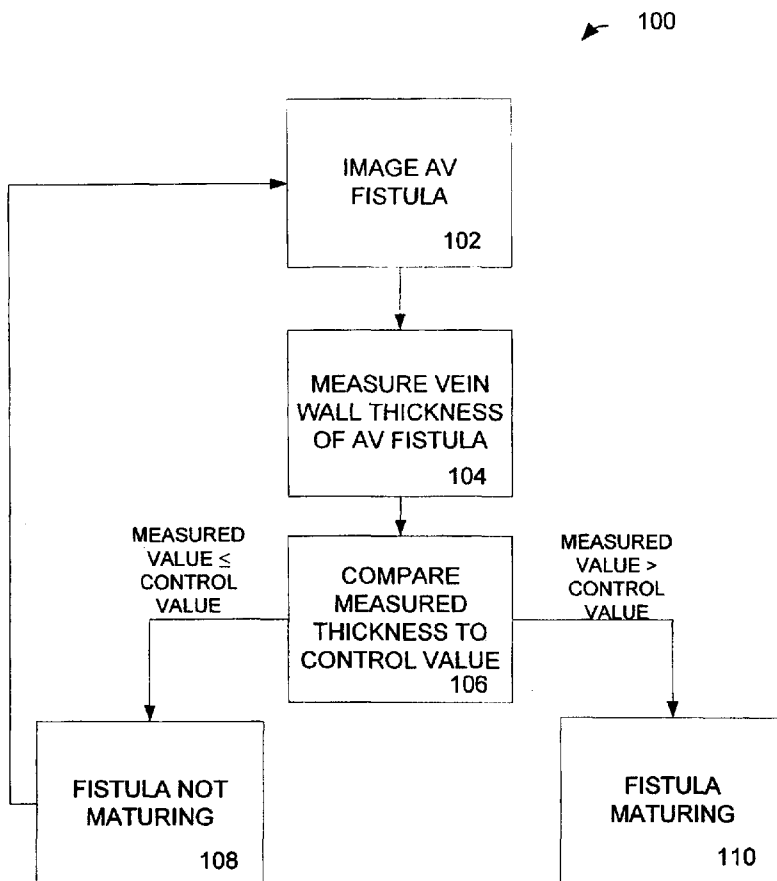 100
IMAGE AV
FISTULA
102
MEASURE VEIN
WALL THICKNESS
OF AV FISTULA
104
MEASURED
VALUE ≤
CONTROL
VALUE
COMPARE
MEASURED
THICKNESS TO
CONTROL VALUE
106
MEASURED
VALUE >
CONTROL
VALUE
FISTULA NOT
MATURING
108
FISTULA
MATURING
110